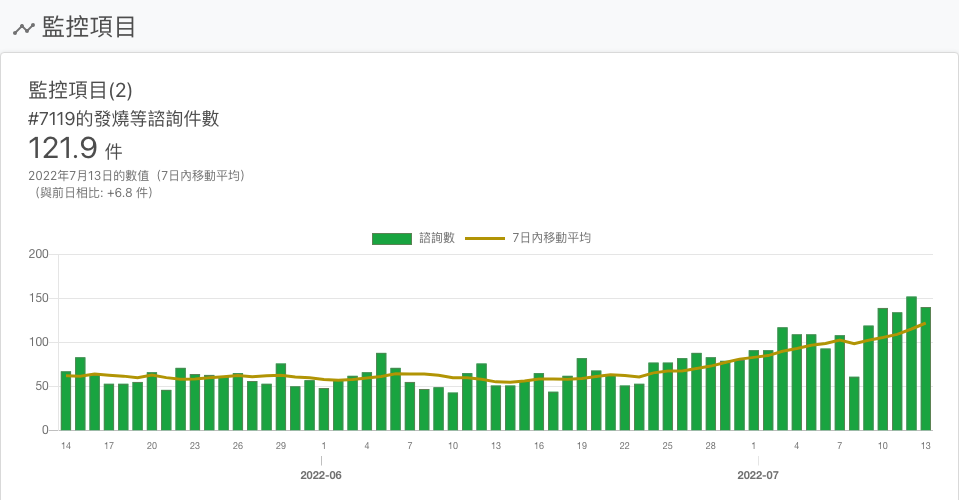 監控項目
監控項目(2)
#7119的發燒等諮詢件數
121.9 件
2022年7月13日的數值（7日內移動平均）
（與前日相比: +6.8 件）
諮詢數 7日內移動平均
200
150
100
50
0
14 17 20 23 26 29 1 4 7 10 13 16 19 22 25 28 1 4 7 10 13
2022-06 2022-07